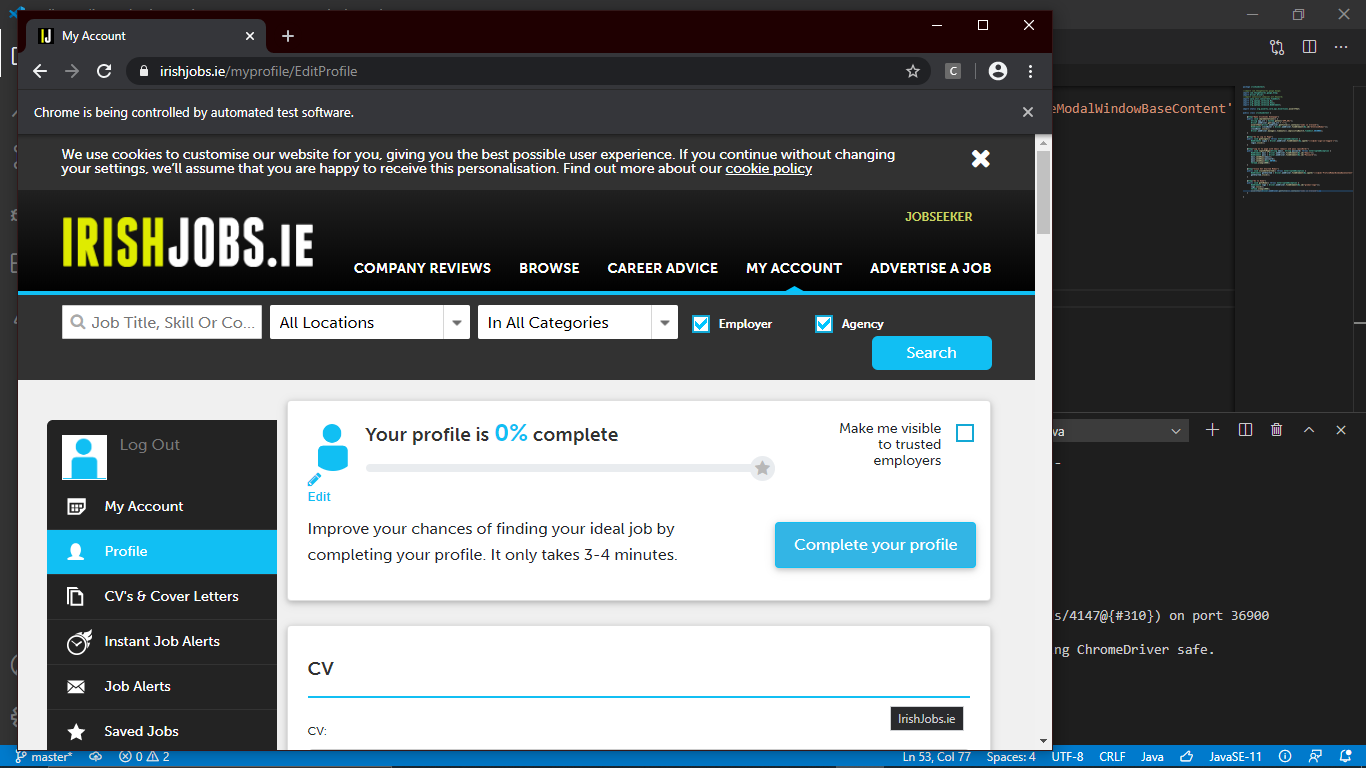 My Account
irishjobs.ie/myprofile/EditProfile
C
Chrome is being controlled by automated test software.
We use cookies to customise our website for you, giving you the best possible user experience. If you continue without changing
your settings, we'll assume that you are happy to receive this personalisation. Find out more about our cookie policy
JOBSEEKER
IRISHJOBS.IE
COMPANY REVIEWS BROWSE CAREER ADVICE MY ACCOUNT ADVERTISE A JOB
Job Title, Skill Or Co... All Locations In All Categories Employer Agency
Search
Log Out
My Account
Profile
CV's & Cover Letters
Instant Job Alerts
Job Alerts
Saved Jobs
Your profile is 0% complete
Edit
Make me visible
to trusted
employers
Improve your chances of finding your ideal job by
completing your profile. It only takes 3-4 minutes.
Complete your profile
CV
CV:
IrishJobs.ie
eModalWindowBaseContent'
va
s/4147@{#310}) on port 36900
ng ChromeDriver safe.
master* 0 2 Ln 53, Col 77 Spaces: 4 UTF-8 CRLF Java JavaSE-11